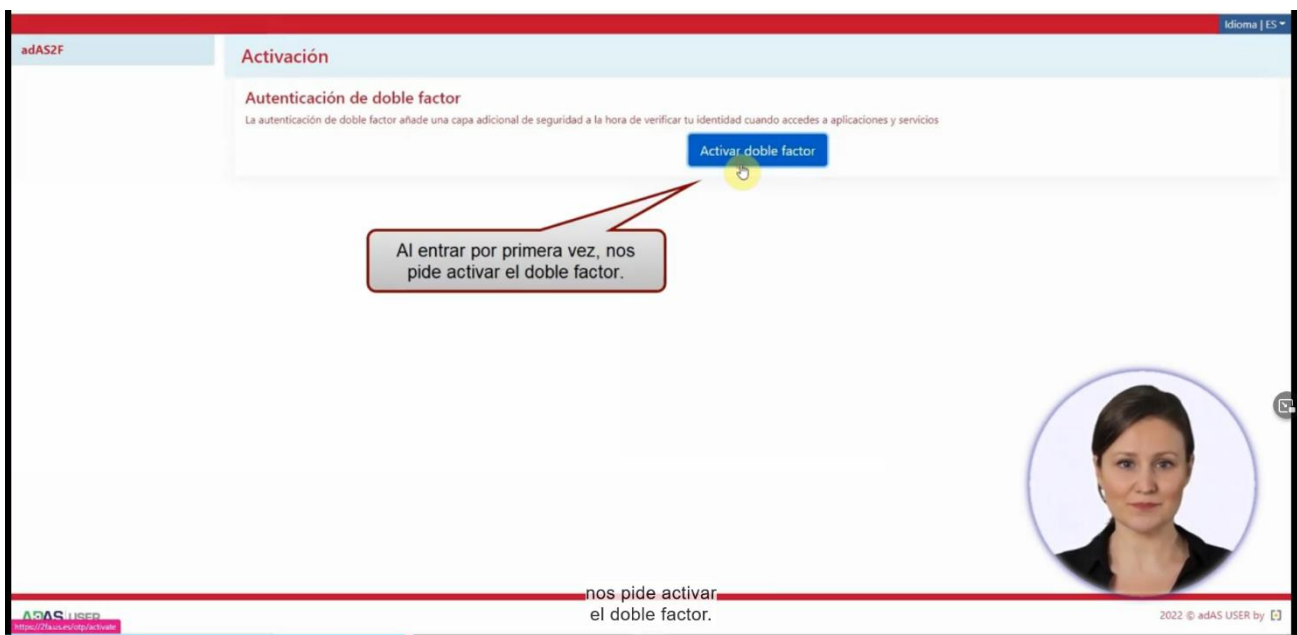 Idioma | ES
adAS2F
Activación
Autenticación de doble factor
La autenticación de doble factor añade una capa adicional de seguridad a la hora de verificar tu identidad cuando accedes a aplicaciones y servicios
Activar doble factor
Al entrar por primera vez, nos
pide activar el doble factor.
nos pide activar
el doble factor.
ADAS USER
https://2fa.us.es/otp/activate
2022 © adAS USER by